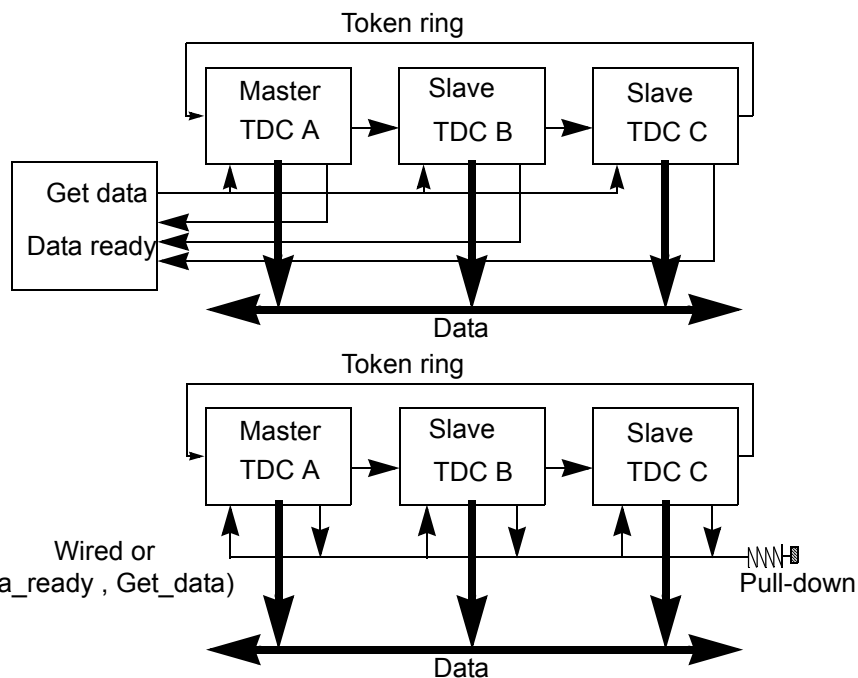 Token ring
Master
TDC A
Slave
TDC B
Slave
TDC C
Get data
Data ready
Data
Token ring
Master
TDC A
Slave
TDC B
Slave
TDC C
Wired or
a_ready , Get_data)
Pull-down
Data